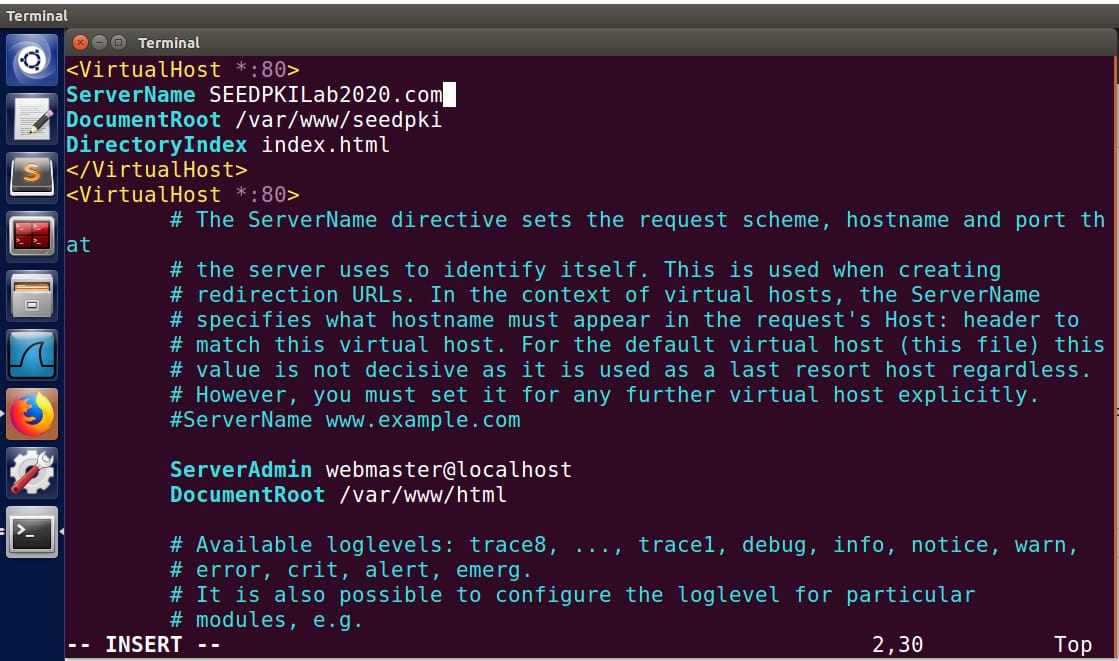 Terminal
Terminal
<VirtualHost *:80>
ServerName SEEDPKILab2020.com
DocumentRoot /var/www/seedpki
DirectoryIndex index.html
</VirtualHost>
<VirtualHost *:80>
# The ServerName directive sets the request scheme, hostname and port th
at
# the server uses to identify itself. This is used when creating
# redirection URLs. In the context of virtual hosts, the ServerName
# specifies what hostname must appear in the request's Host: header to
# match this virtual host. For the default virtual host (this file) this
# value is not decisive as it is used as a last resort host regardless.
# However, you must set it for any further virtual host explicitly.
#ServerName www.example.com
ServerAdmin webmaster@localhost
DocumentRoot /var/www/html
# Available loglevels: trace8, ..., trace1, debug, info, notice, warn,
# error, crit, alert, emerg.
# It is also possible to configure the loglevel for particular
# modules, e.g.
-- INSERT -- 2,30 Top